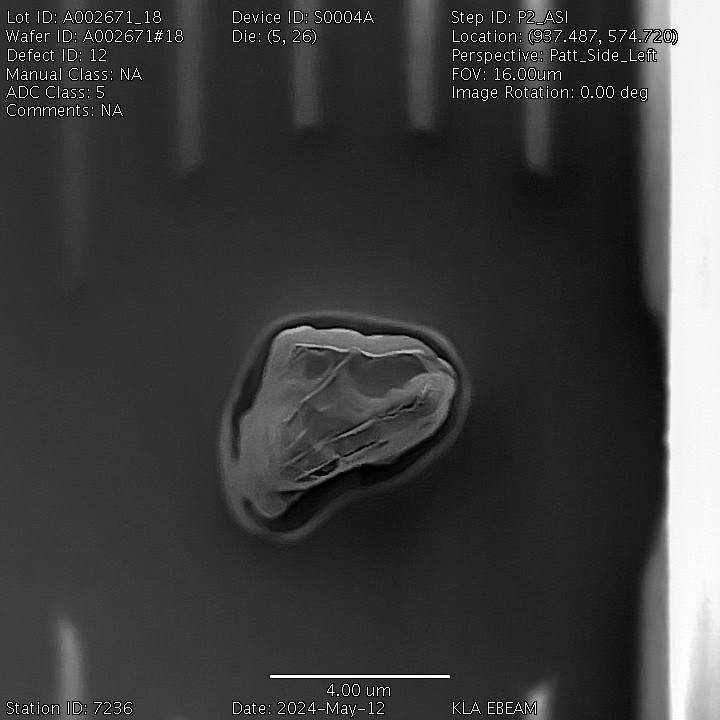 Lot ID: A002671_18
Wafer ID: A002671#18
Defect ID: 12
Manual Class: NA
ADC Class: 5
Comments: NA
Device ID: S0004A
Die: (5, 26)
Step ID: P2_ASI
Location: (937.487, 574.720)
Perspective: Patt_Side_Left
FOV: 16.00um
Image Rotation: 0.00 deg
4.00 um
Station ID: 7236
Date: 2024-May-12
KLA EBEAM